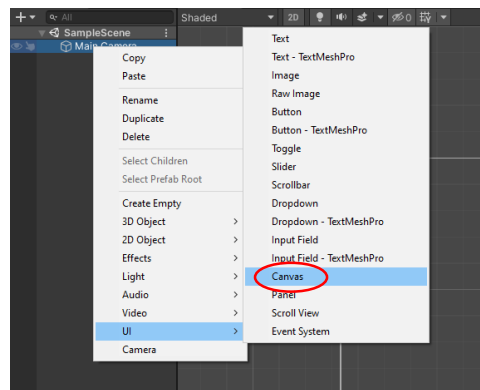 All
Shaded
2D
0
SampleScene
Main Camera
Copy
Paste
Rename
Duplicate
Delete
Select Children
Select Prefab Root
Create Empty
3D Object
2D Object
Effects
Light
Audio
Video
UI
Camera
Text
Text - TextMeshPro
Image
Raw Image
Button
Button - TextMeshPro
Toggle
Slider
Scrollbar
Dropdown
Dropdown - TextMeshPro
Input Field
Input Field - TextMeshPro
Canvas
Panel
Scroll View
Event System